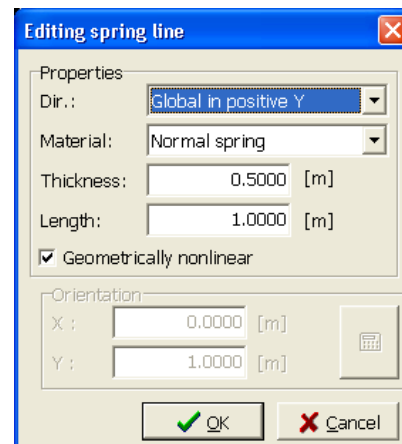 Editing spring line
Properties
Dir.: Global in positive Y
Material: Normal spring
Thickness: 0.5000 [m]
Length: 1.0000 [m]
Geometrically nonlinear
Orientation
X : 0.0000 [m]
Y : 1.0000 [m]
OK Cancel